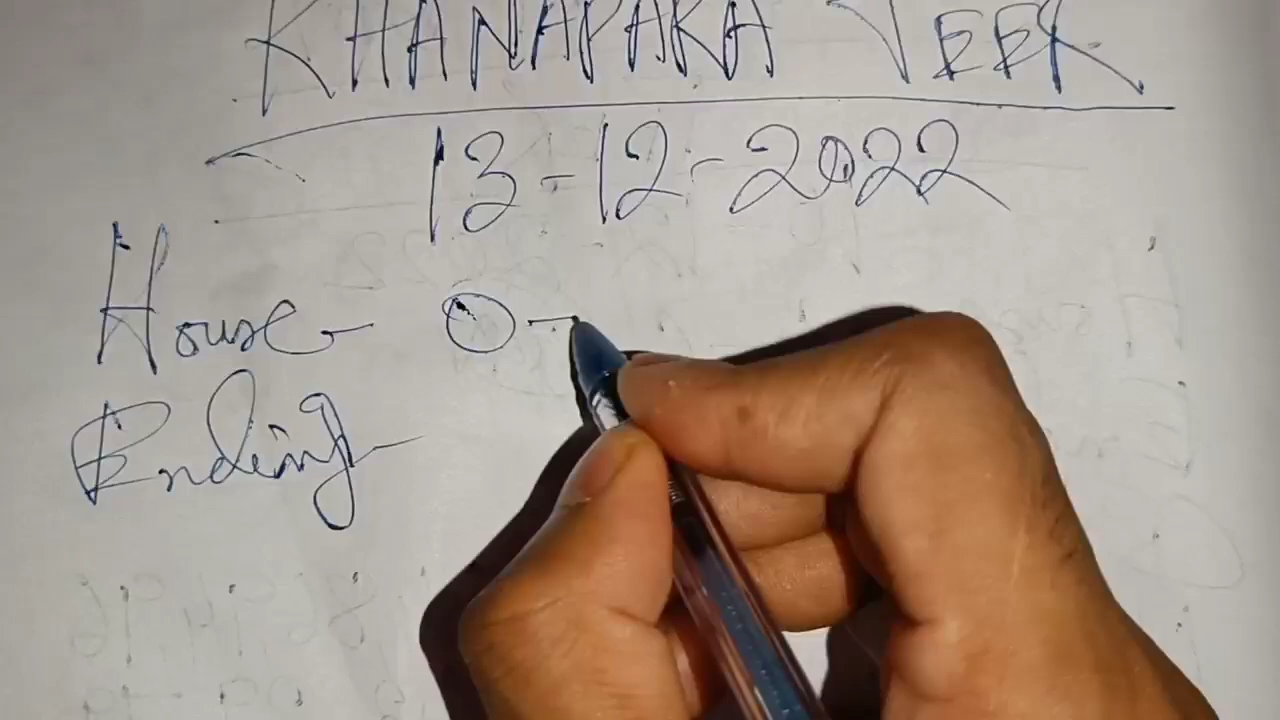 KHANAPARA TEER
13-12-2022
House - 0 -
Ending -